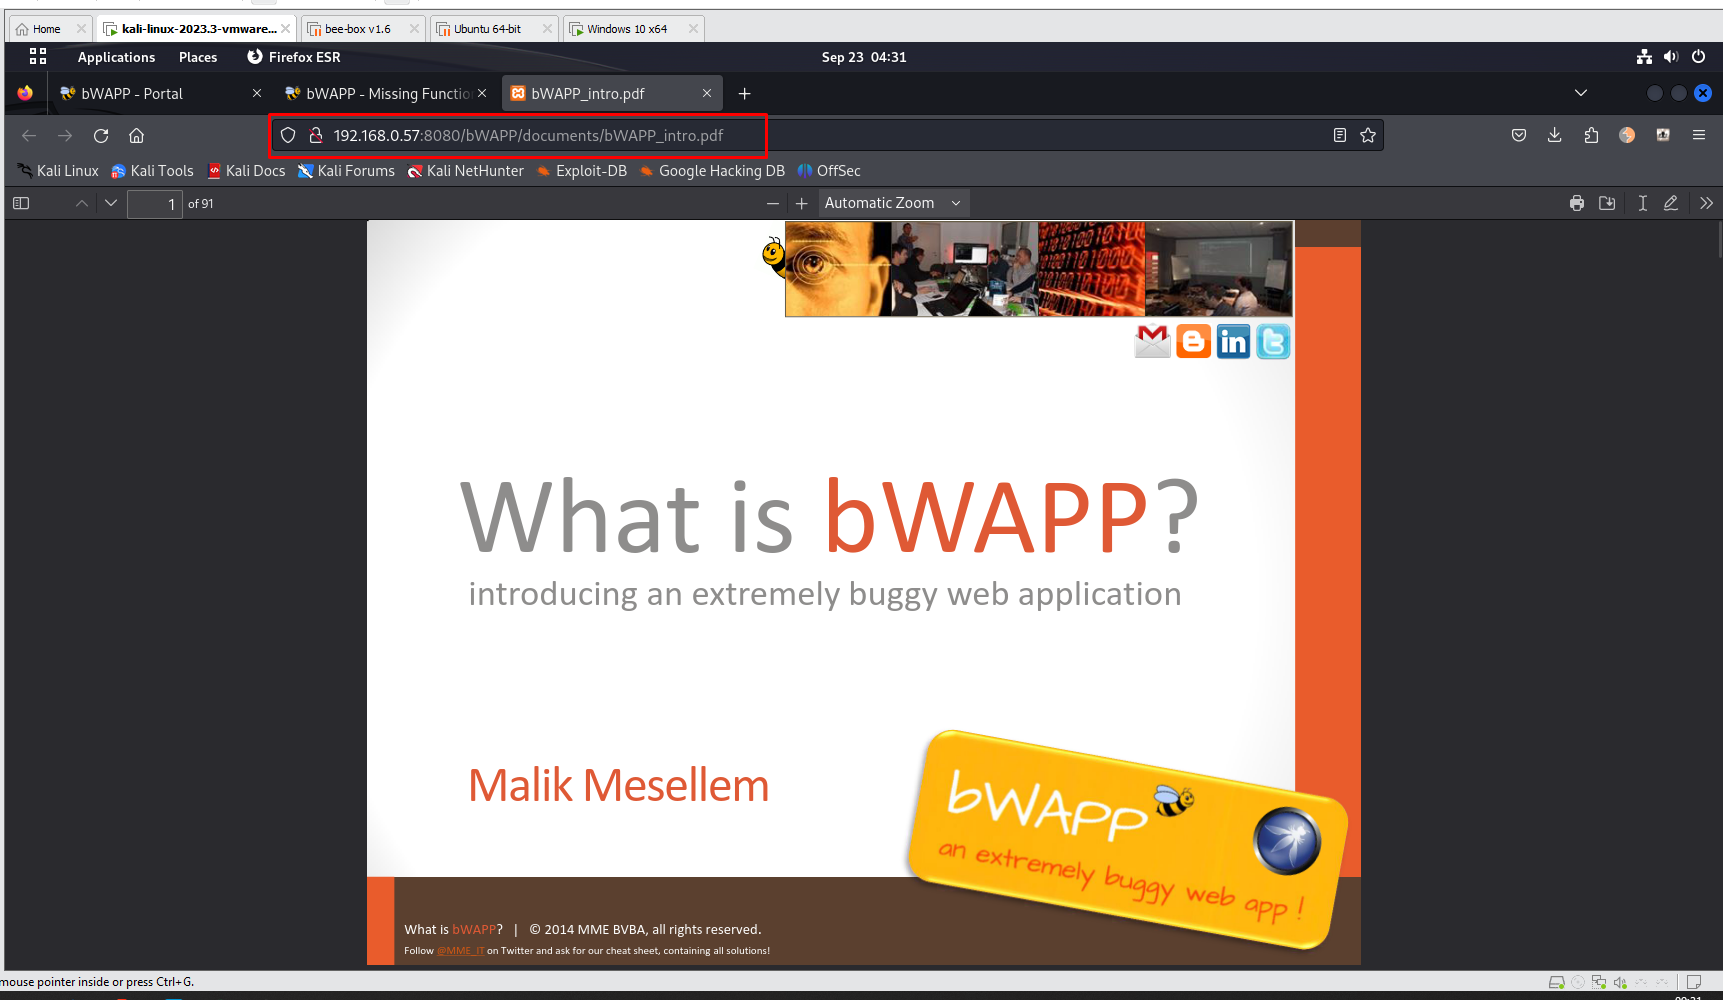 Home
kali-linux-2023.3-vmware...
bee-box v1.6
Ubuntu 64-bit
Windows 10 x64
Applications Places Firefox ESR Sep 23 04:31
bWAPP - Portal
bWAPP - Missing Functio
bWAPP_intro.pdf
192.168.0.57:8080/bWAPP/documents/bWAPP_intro.pdf
Kali Linux Kali Tools Kali Docs Kali Forums Kali NetHunter Exploit-DB Google Hacking DB OffSec
1 of 91 Automatic Zoom
What is bWAPP?
introducing an extremely buggy web application
Malik Mesellem
bWAPP
an extremely buggy web app !
What is bWAPP? | © 2014 MME BVBA, all rights reserved.
Follow @MME_IT on Twitter and ask for our cheat sheet, containing all solutions!
mouse pointer inside or press Ctrl+G.